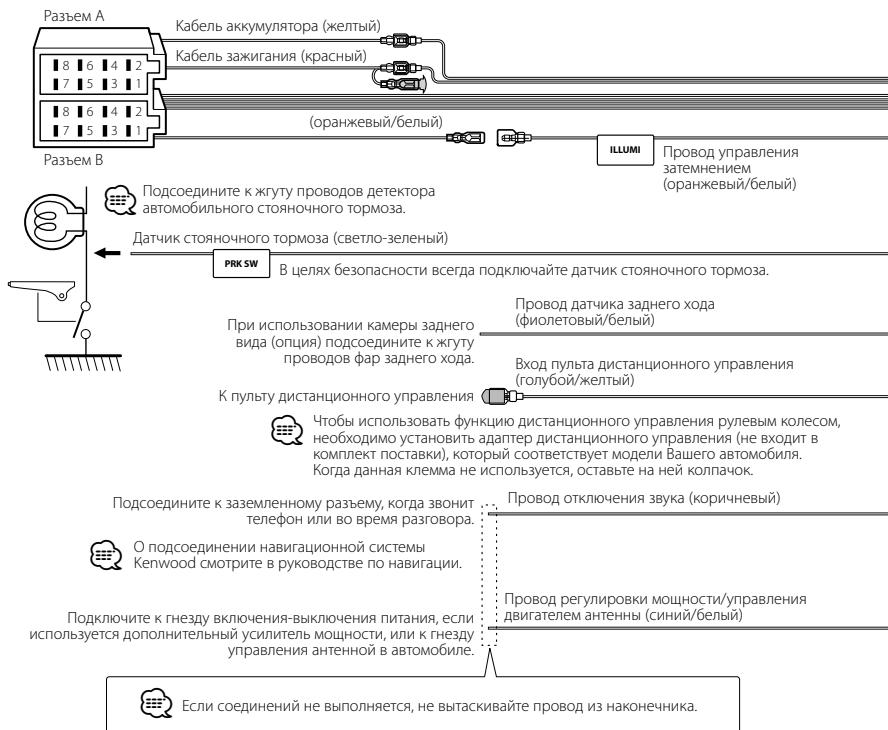 Разъем A
Кабель аккумулятора (желтый)
Кабель зажигания (красный)
8 6 4 2
7 5 3 1
8 6 4 2
7 5 3 1
(оранжевый/белый)
Разъем B
ILLUMI
Провод управления
затемнением
(оранжевый/белый)
Подсоедините к жгуту проводов детектора
автомобильного стояночного тормоза.
Датчик стояночного тормоза (светло-зеленый)
PRK SW
В целях безопасности всегда подключайте датчик стояночного тормоза.
Провод датчика заднего хода
(фиолетовый/белый)
При использовании камеры заднего
вида (опция) подсоедините к жгуту
проводов фар заднего хода.
Вход пульта дистанционного управления
(голубой/желтый)
К пульту дистанционного управления
Чтобы использовать функцию дистанционного управления рулевым колесом,
необходимо установить адаптер дистанционного управления (не входит в
комплект поставки), который соответствует модели Вашего автомобиля.
Когда данная клемма не используется, оставьте на ней колпачок.
Провод отключения звука (коричневый)
Подсоедините к заземленному разъему, когда звонит
телефон или во время разговора.
О подсоединении навигационной системы
Kenwood смотрите в руководстве по навигации.
Провод регулировки мощности/управления
двигателем антенны (синий/белый)
Подключите к гнезду включения-выключения питания, если
используется дополнительный усилитель мощности, или к гнезду
управления антенной в автомобиле.
Если соединений не выполняется, не вытаскивайте провод из наконечника.